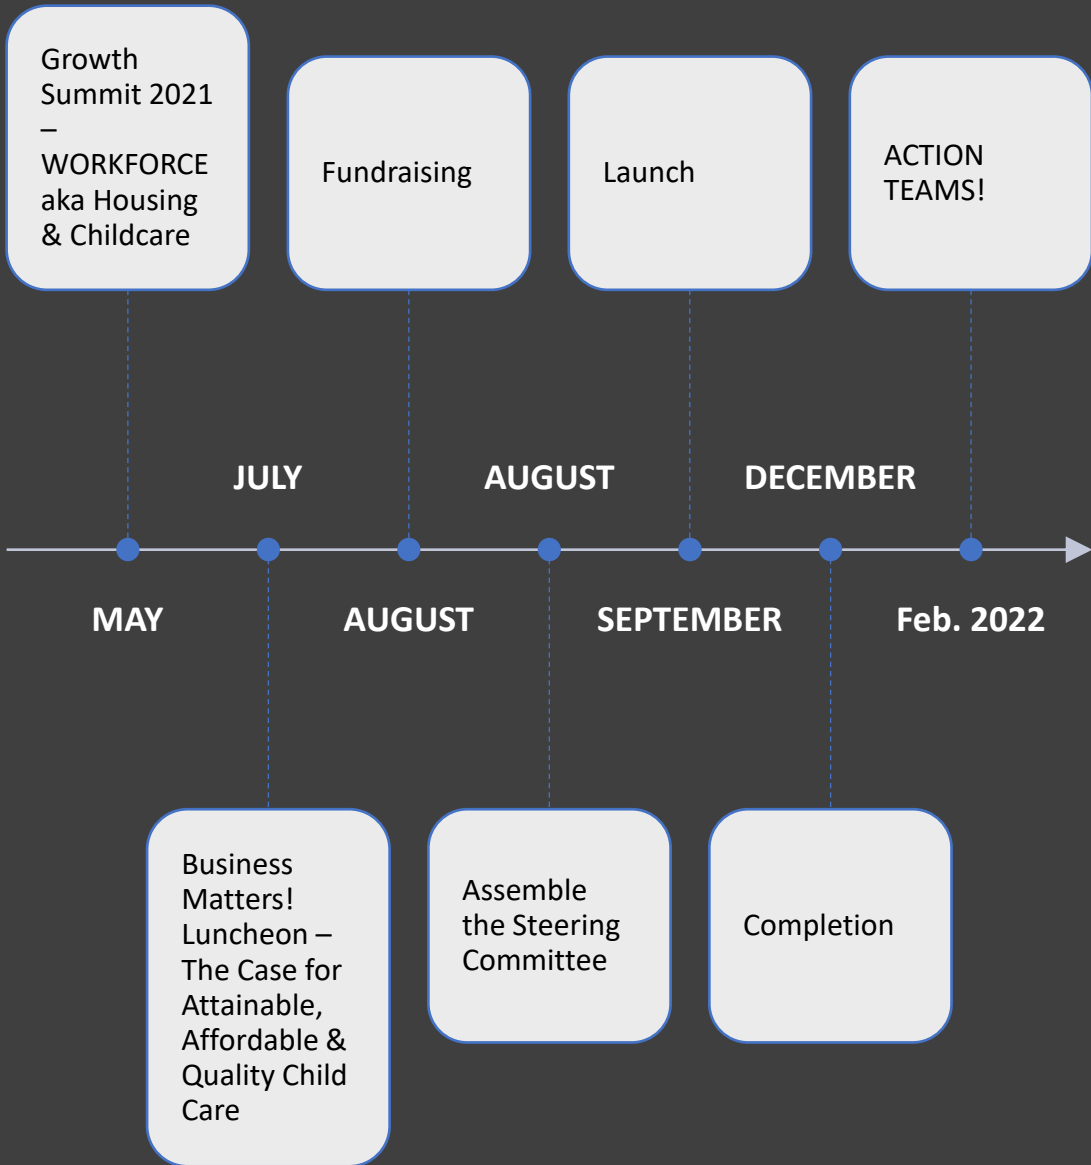 Growth
Summit 2021
–
WORKFORCE
aka Housing
& Childcare
Fundraising
Launch
ACTION
TEAMS!
JULY
AUGUST
DECEMBER
MAY
AUGUST
SEPTEMBER
Feb. 2022
Business
Matters!
Luncheon –
The Case for
Attainable,
Affordable &
Quality Child
Care
Assemble
the Steering
Committee
Completion